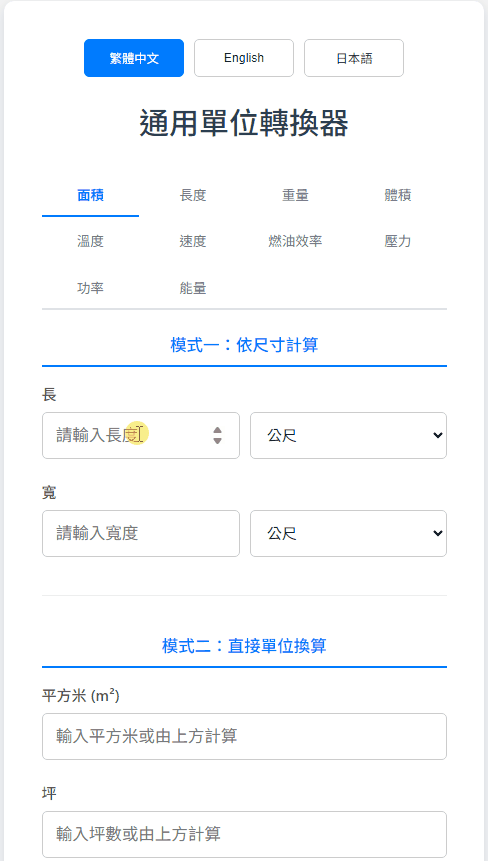 繁體中文 English 日本語
通用單位轉換器
面積 長度 重量 體積
溫度 速度 燃油效率 壓力
功率 能量
模式一：依尺寸計算
長
請輸入長度 公尺
寬
請輸入寬度 公尺
模式二：直接單位換算
平方米 (m²)
輸入平方米或由上方計算
坪
輸入坪數或由上方計算